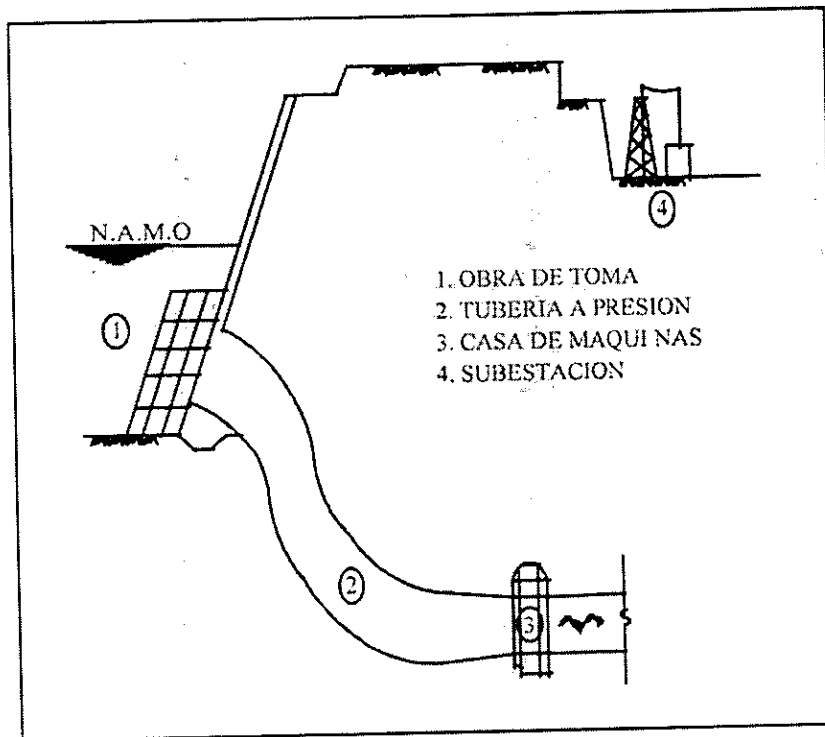 N.A.M.O
4
1
1. OBRA DE TOMA
2. TUBERIA A PRESION
3. CASA DE MAQUI NAS
4. SUBESTACION
2
3